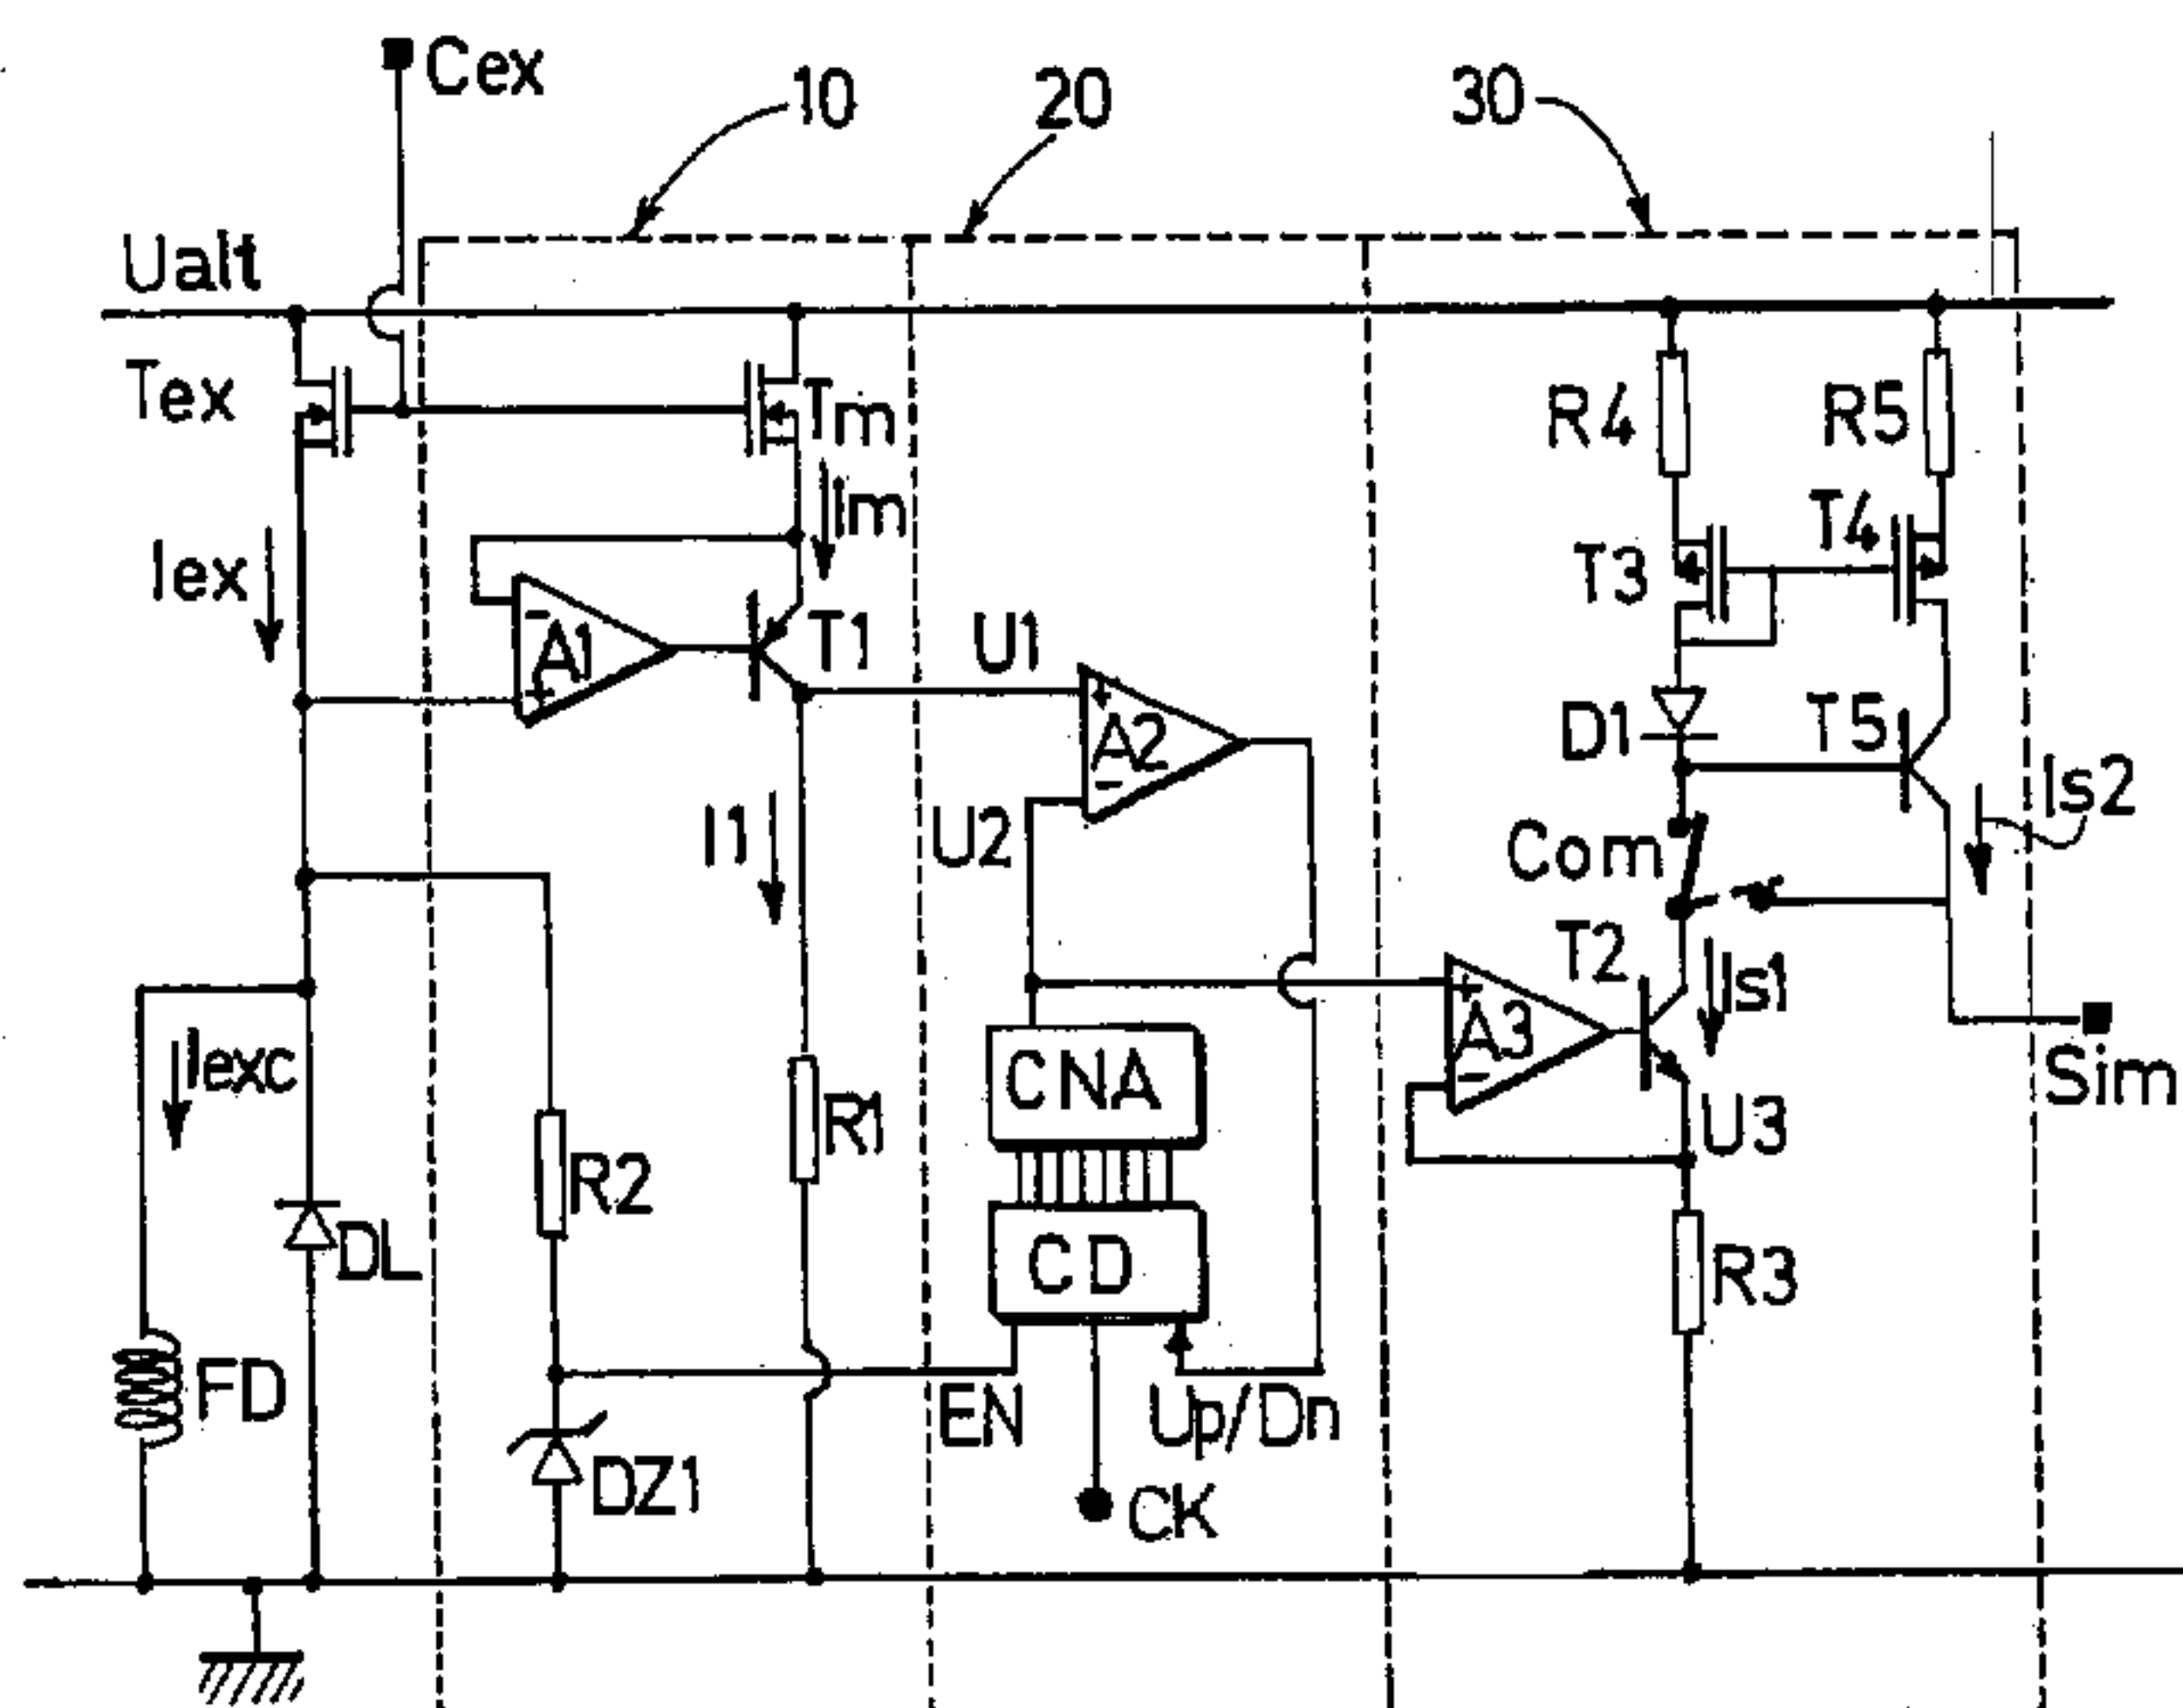 Cex
10
20
30
Ualt
Tex
Tm
R4
R5
Im
Iex
T4
T3
A1
-
+
T1
U1
D1
T5
+
A2
-
Is2
I1
U2
Com
T2
Is1
+
A3
-
Iexc
CNA
Sim
R1
U3
R2
DL
CD
R3
FD
EN
Up/Dn
DZ1
CK